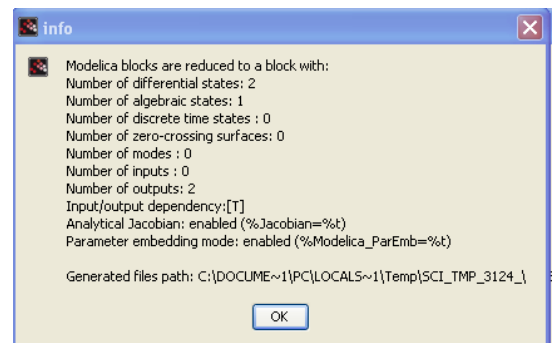 info
Modelica blocks are reduced to a block with:
Number of differential states: 2
Number of algebraic states: 1
Number of discrete time states : 0
Number of zero-crossing surfaces: 0
Number of modes : 0
Number of inputs : 0
Number of outputs: 2
Input/output dependency:[T]
Analytical Jacobian: enabled (%Jacobian=%t)
Parameter embedding mode: enabled (%Modelica_ParEmb=%t)
Generated files path: C:\DOCUME~1\PC\LOCALS~1\Temp\SCI_TMP_3124_\
OK